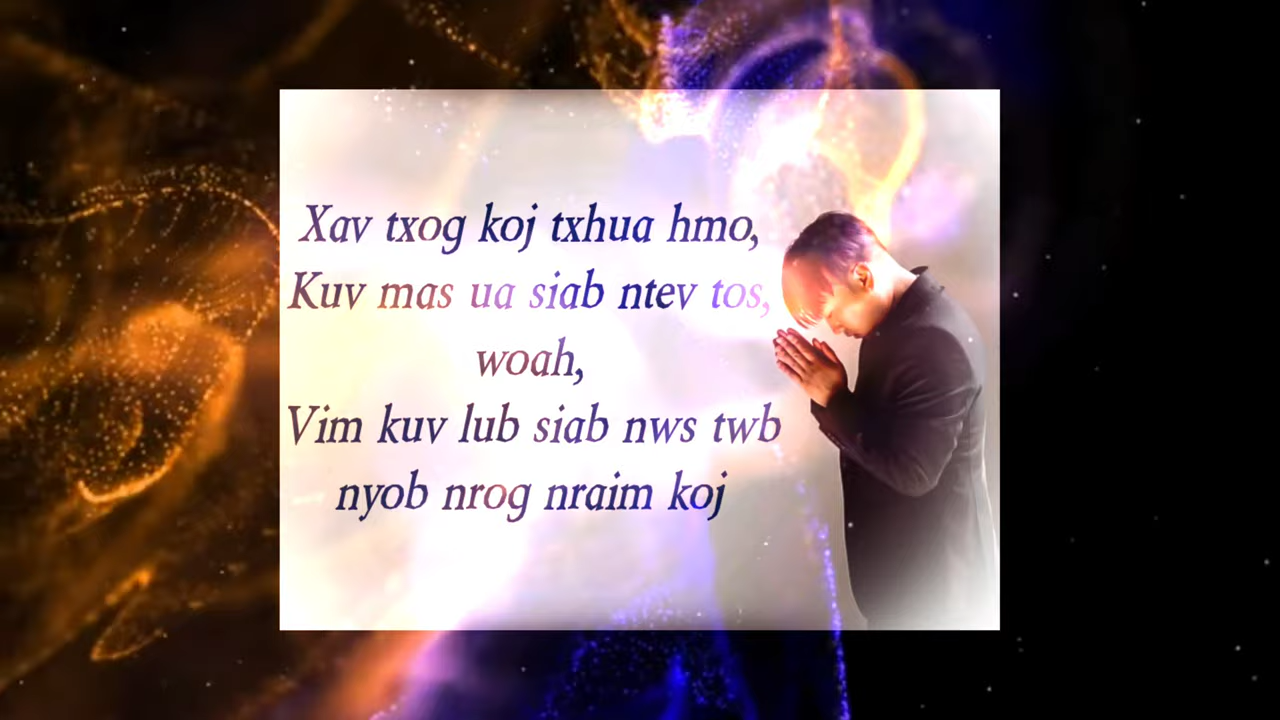 Xav txog koj txhua hmo,
Kuv mas ua siab ntev tos,
woah,
Vim kuv lub siab nws twb
nyob nrog nraim koj